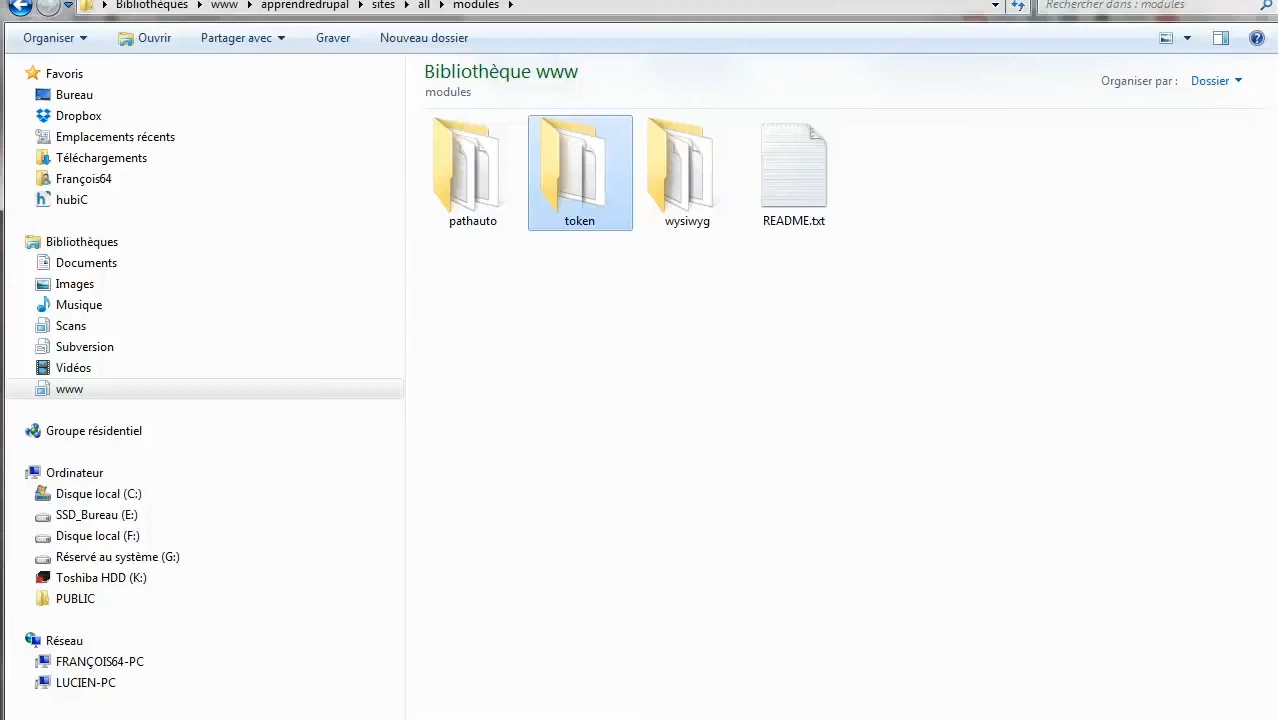 Bibliothèques www apprendredrupal sites all modules Rechercher dans : modules
Organiser Ouvrir Partager avec Graver Nouveau dossier
Favoris
Bureau
Dropbox
Emplacements récents
Téléchargements
François64
hubiC
Bibliothèques
Documents
Images
Musique
Scans
Subversion
Vidéos
www
Groupe résidentiel
Ordinateur
Disque local (C:)
SSD_Bureau (E:)
Disque local (F:)
Réservé au système (G:)
Toshiba HDD (K:)
PUBLIC
Réseau
FRANÇOIS64-PC
LUCIEN-PC
Bibliothèque www
modules
Organiser par : Dossier
pathauto token wysiwyg README.txt